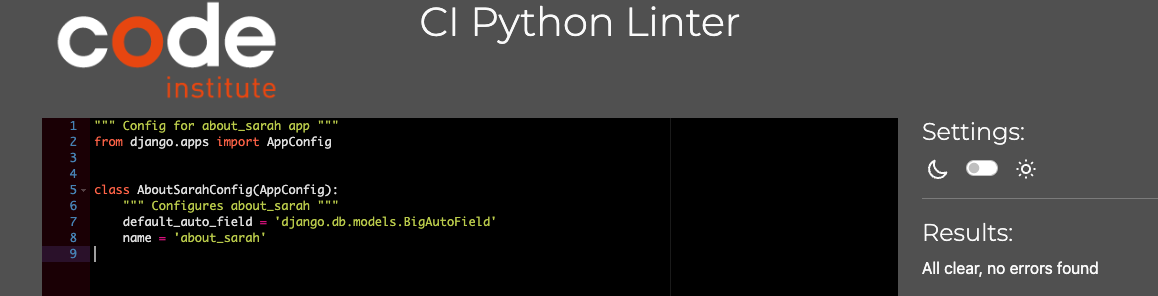 code
institute
CI Python Linter
1 """ Config for about_sarah app """
2 from django.apps import AppConfig
3
4
5 class AboutSarahConfig(AppConfig):
6     """ Configures about_sarah """
7     default_auto_field = 'django.db.models.BigAutoField'
8     name = 'about_sarah'
9
Settings:
Results:
All clear, no errors found